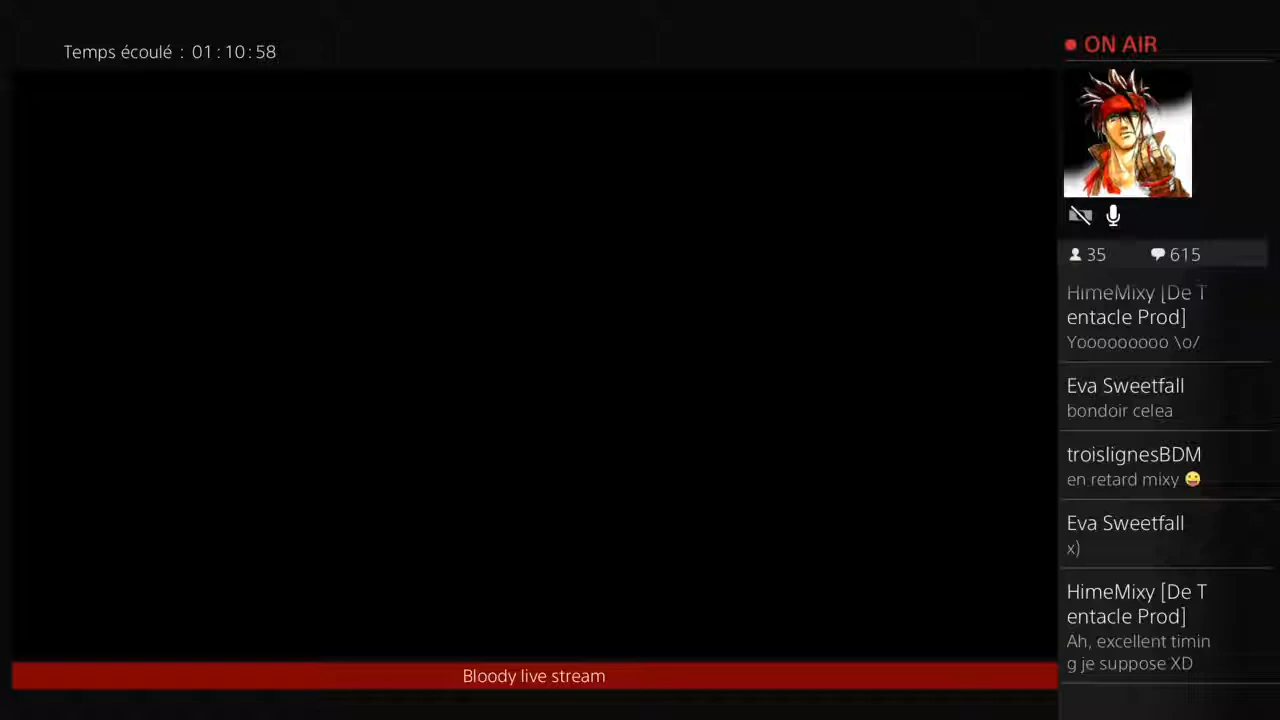 Temps écoulé : 01:10:58
ON AIR
35 615
HimeMixy [De T
entacle Prod]
Yooooooooo \o/
Eva Sweetfall
bondoir celea
troislignesBDM
en retard mixy 😛
Eva Sweetfall
x)
HimeMixy [De T
entacle Prod]
Ah, excellent timin
g je suppose XD
Bloody live stream